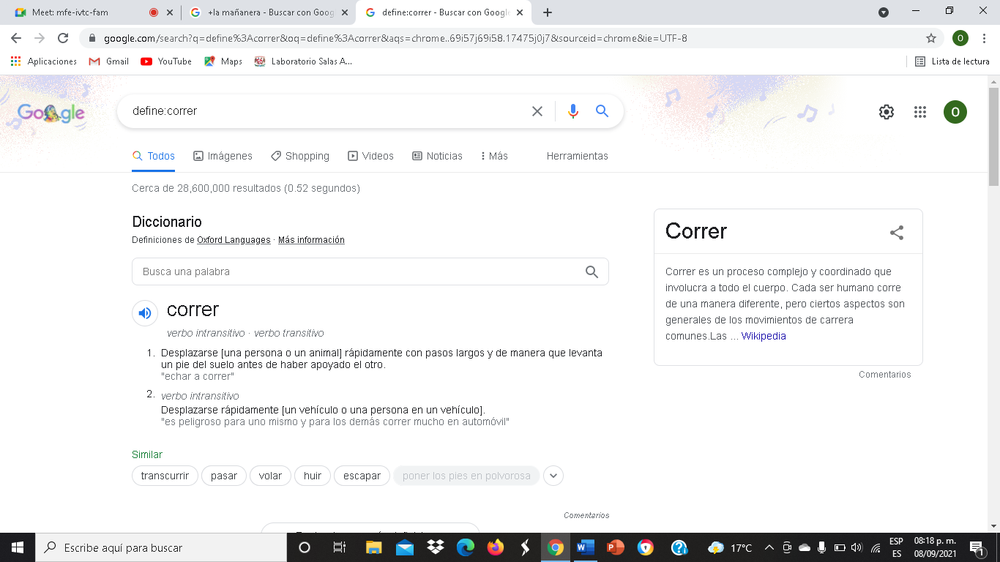 Meet: mfe-ivtc-fam
+la mañanera - Buscar con Goog
define:correr - Buscar con Google
google.com/search?q=define%3Acorrer&oq=define%3Acorrer&aqs=chrome..69i57j69i58.17475j0j7&sourceid=chrome&ie=UTF-8
O
Aplicaciones
Gmail
YouTube
Maps
Laboratorio Salas A...
Lista de lectura
Google
define:correr
O
Todos
Imágenes
Shopping
Videos
Noticias
Más
Herramientas
Cerca de 28,600,000 resultados (0.52 segundos)
Diccionario
Definiciones de Oxford Languages · Más información
Busca una palabra
correr
verbo intransitivo · verbo transitivo
1. Desplazarse [una persona o un animal] rápidamente con pasos largos y de manera que levanta
un pie del suelo antes de haber apoyado el otro.
"echar a correr"
2. verbo intransitivo
Desplazarse rápidamente [un vehículo o una persona en un vehículo].
"es peligroso para uno mismo y para los demás correr mucho en automóvil"
Similar
transcurrir
pasar
volar
huir
escapar
poner los pies en polvorosa
Comentarios
Correr
Correr es un proceso complejo y coordinado que
involucra a todo el cuerpo. Cada ser humano corre
de una manera diferente, pero ciertos aspectos son
generales de los movimientos de carrera
comunes.Las ... Wikipedia
Comentarios
Escribe aquí para buscar
17°C
ESP
ES
08:18 p. m.
08/09/2021
1